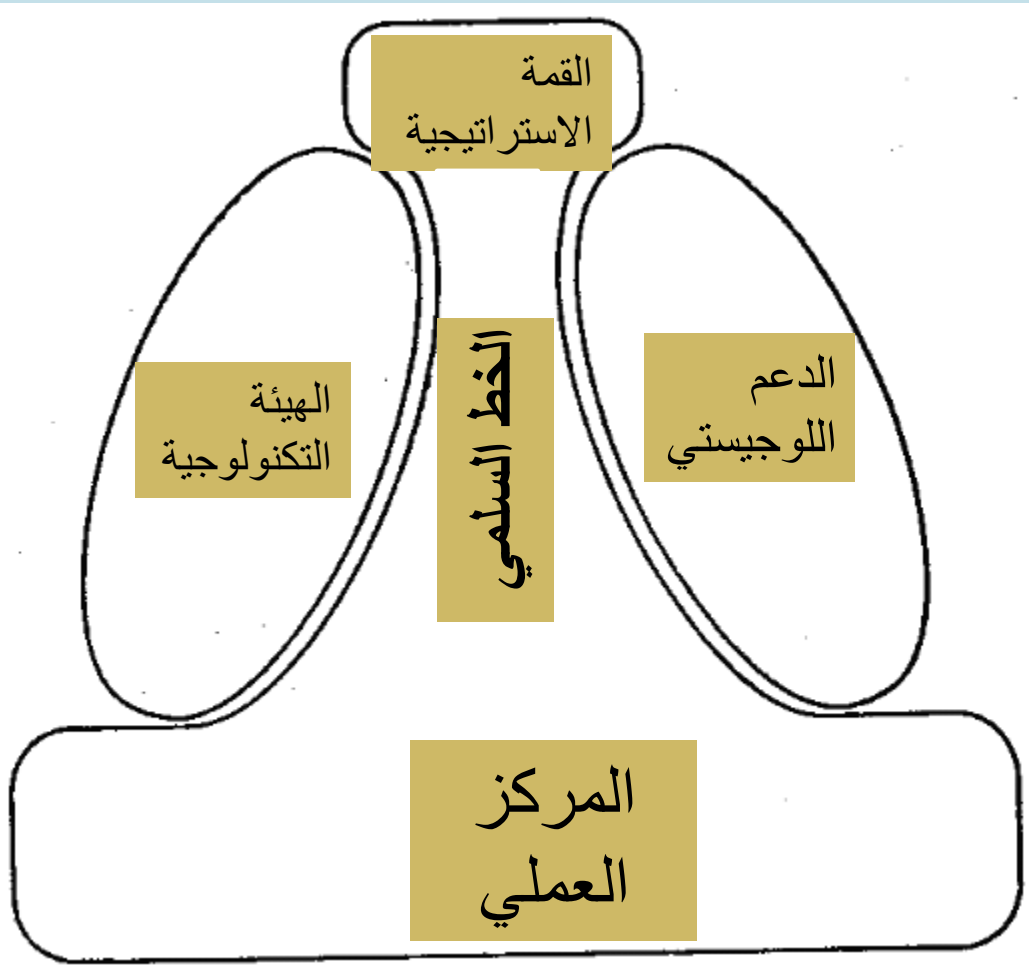 القمة
الاستراتيجية
الدعم
اللوجيستي
الخط السلمي
الهيئة
التكنولوجية
المركز
العملي